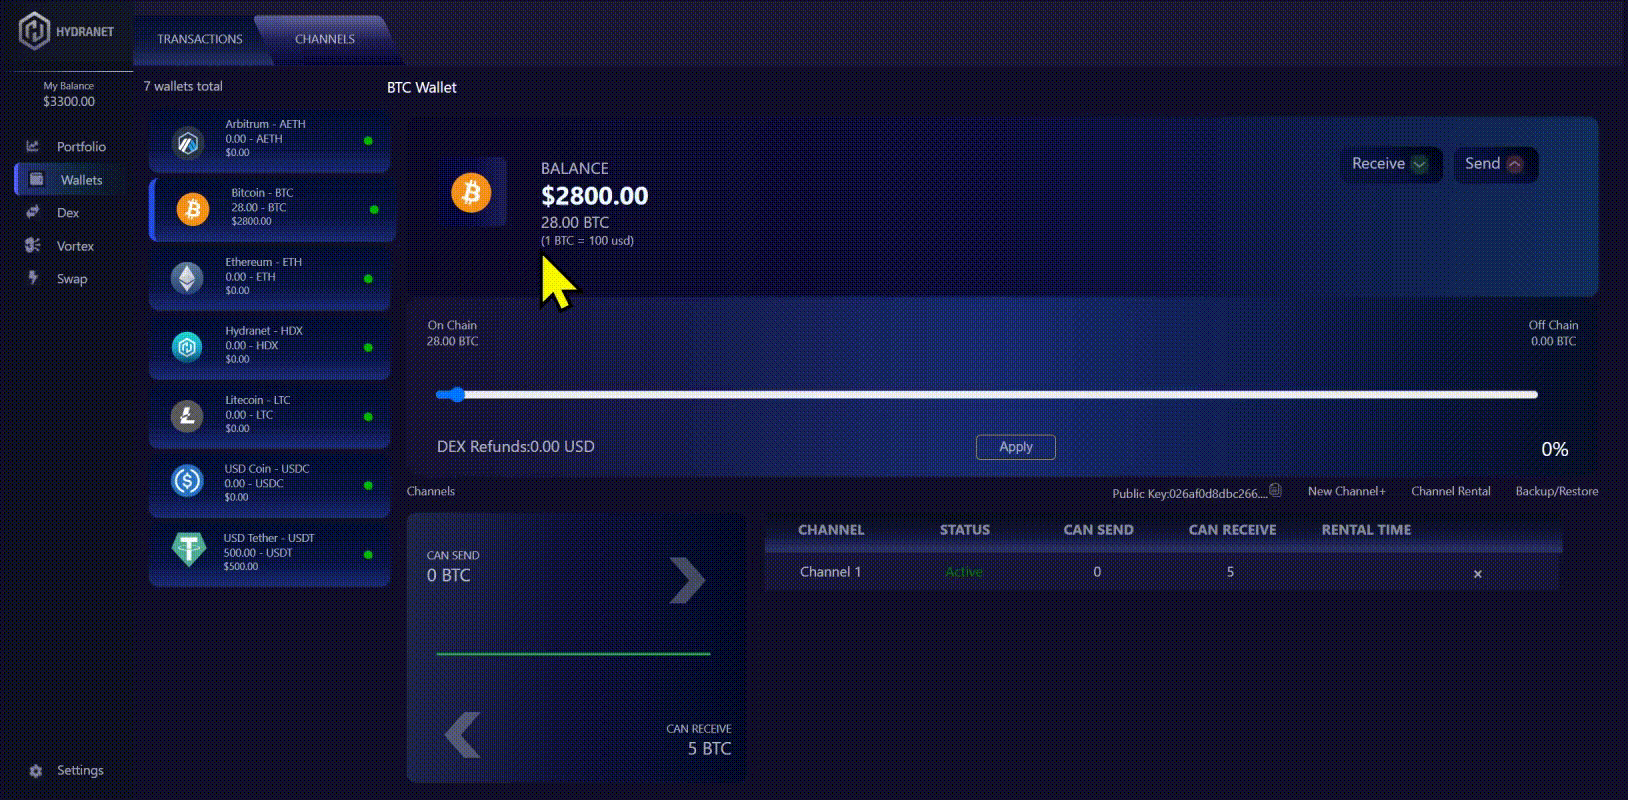 HYDRANET
TRANSACTIONS
CHANNELS
My Balance
$3300.00
Portfolio
Wallets
Dex
Vortex
Swap
Settings
7 wallets total
Arbitrum - AETH
0.00 - AETH
$0.00
Bitcoin - BTC
28.00 - BTC
$2800.00
Ethereum - ETH
0.00 - ETH
$0.00
Hydranet - HDX
0.00 - HDX
$0.00
Litecoin - LTC
0.00 - LTC
$0.00
USD Coin - USDC
0.00 - USDC
$0.00
USD Tether - USDT
500.00 - USDT
$500.00
BTC Wallet
BALANCE
$2800.00
28.00 BTC
(1 BTC = 100 usd)
Receive
Send
On Chain
28.00 BTC
Off Chain
0.00 BTC
DEX Refunds:0.00 USD
Apply
0%
Channels
Public Key:026af0d8dbc266....
New Channel+
Channel Rental
Backup/Restore
CAN SEND
0 BTC
CAN RECEIVE
5 BTC
CHANNEL STATUS CAN SEND CAN RECEIVE RENTAL TIME
Channel 1 Active 0 5 ×